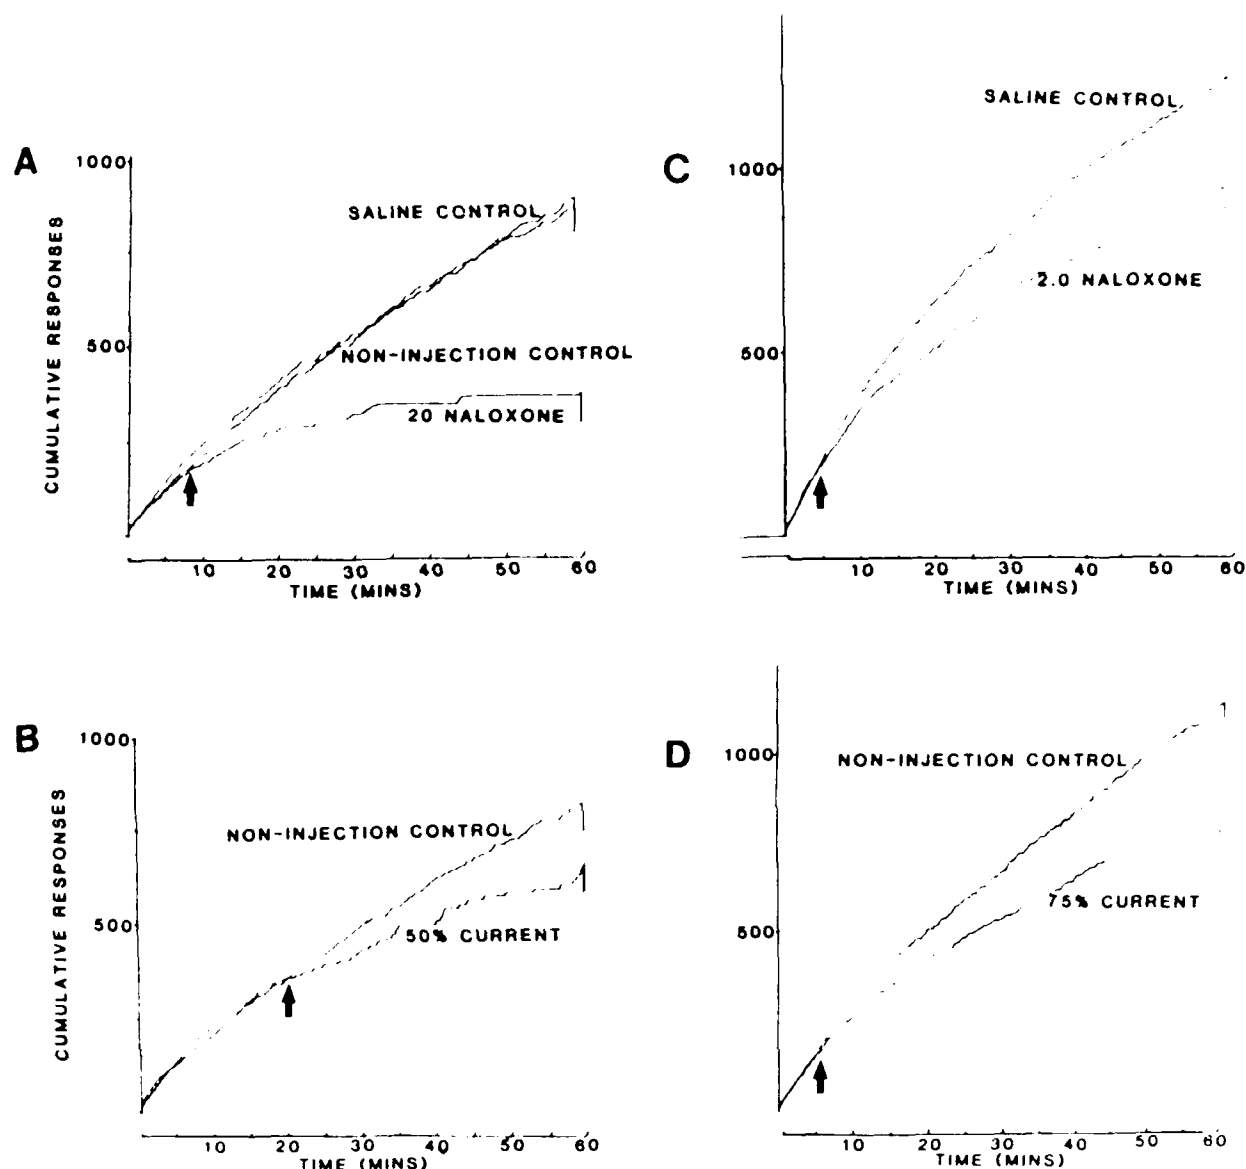 A
CUMULATIVE RESPONSES
1000
500
SALINE CONTROL
NON-INJECTION CONTROL
20 NALOXONE
10 20 30 40 50 60
TIME (MINS)
C
1000
500
SALINE CONTROL
2.0 NALOXONE
10 20 30 40 50 60
TIME (MINS)
B
CUMULATIVE RESPONSES
1000
500
NON-INJECTION CONTROL
50% CURRENT
10 20 30 40 50 60
TIME (MINS)
D
1000
500
NON-INJECTION CONTROL
75% CURRENT
10 20 30 40 50 60
TIME (MINS)